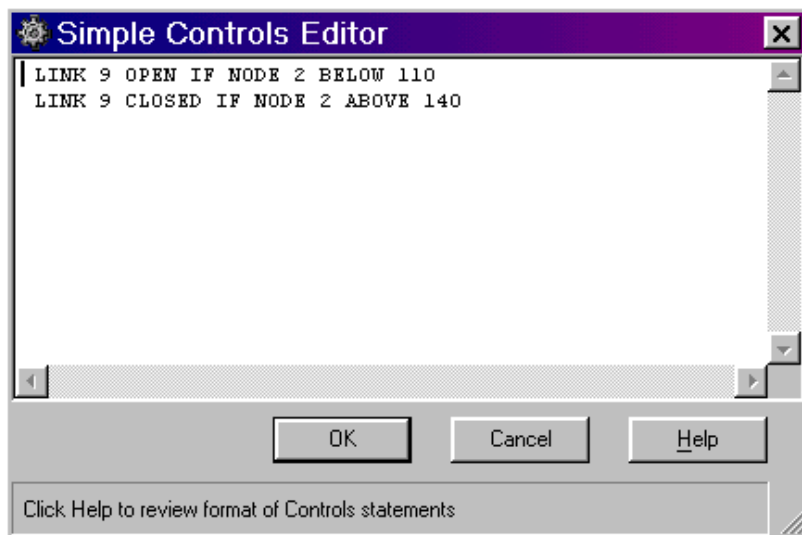 Simple Controls Editor
LINK 9 OPEN IF NODE 2 BELOW 110
LINK 9 CLOSED IF NODE 2 ABOVE 140
OK Cancel Help
Click Help to review format of Controls statements